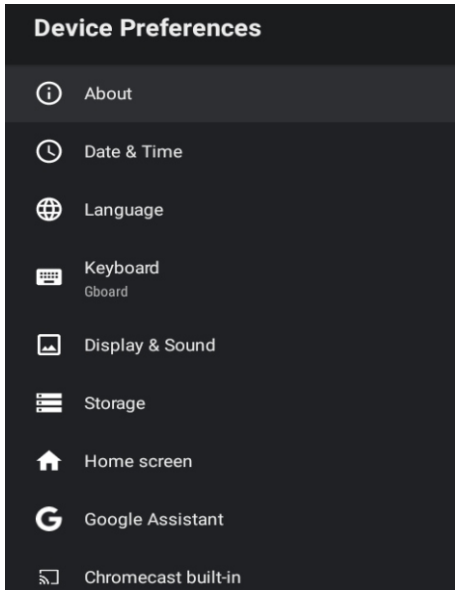 Device Preferences
About
Date & Time
Language
Keyboard
Gboard
Display & Sound
Storage
Home screen
Google Assistant
Chromecast built-in